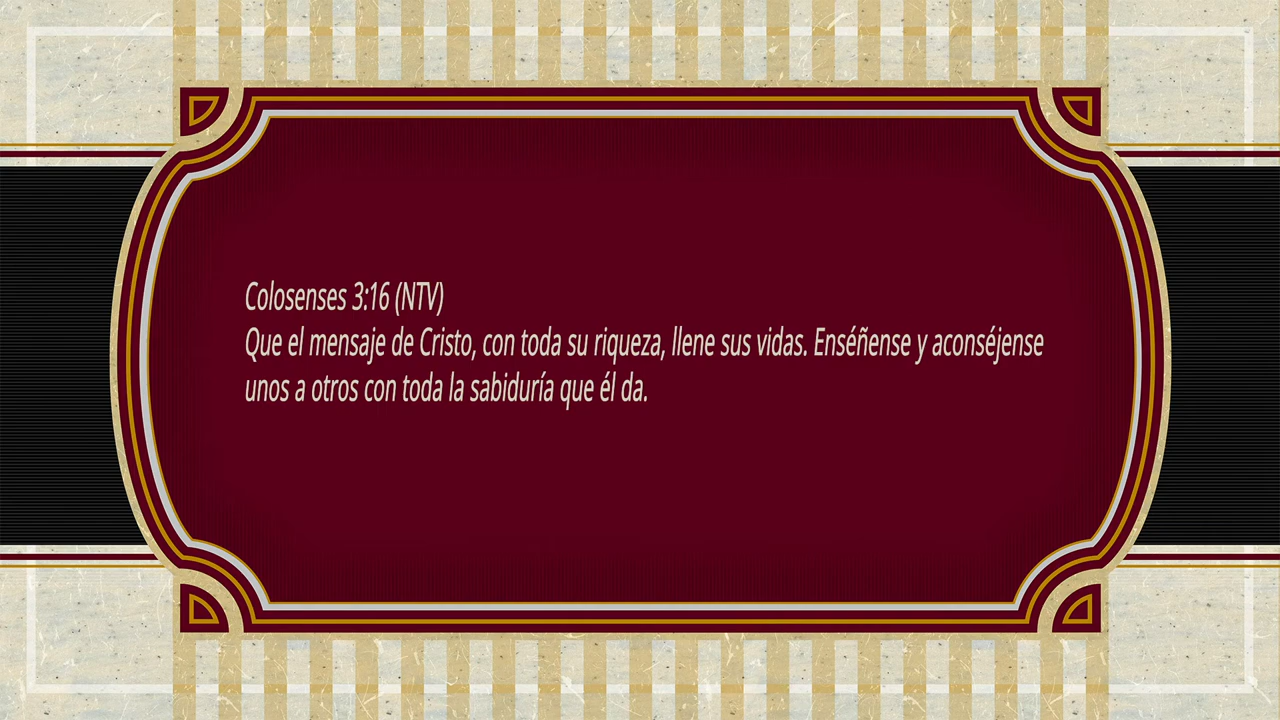 Colosenses 3:16 (NTV)
Que el mensaje de Cristo, con toda su riqueza, llene sus vidas. Enséñense y aconséjense
unos a otros con toda la sabiduría que él da.